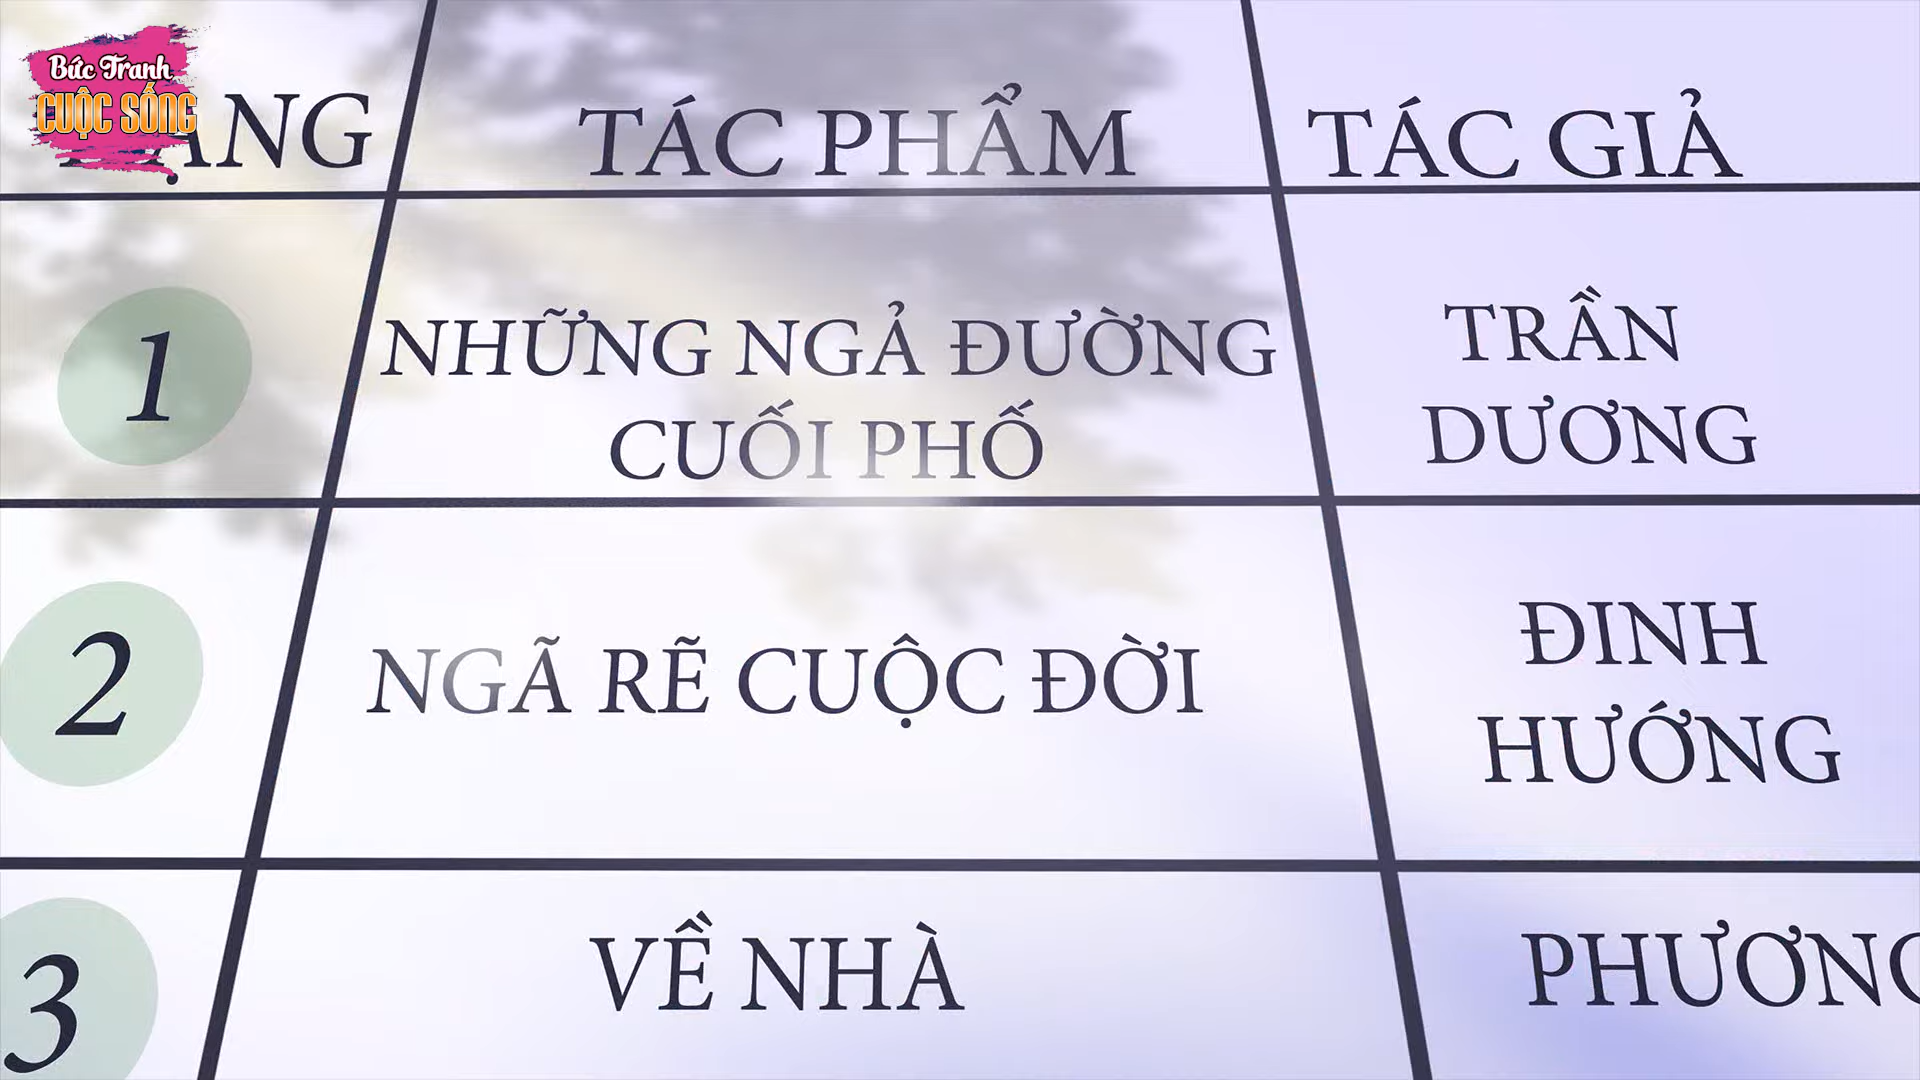 Bức Tranh
CUỘC SỐNG
TÁC PHẨM
TÁC GIẢ
1
NHỮNG NGẢ ĐƯỜNG
CUỐI PHỐ
TRẦN
DƯƠNG
2
NGÃ RẼ CUỘC ĐỜI
ĐINH
HƯỚNG
3
VỀ NHÀ
PHƯƠNG